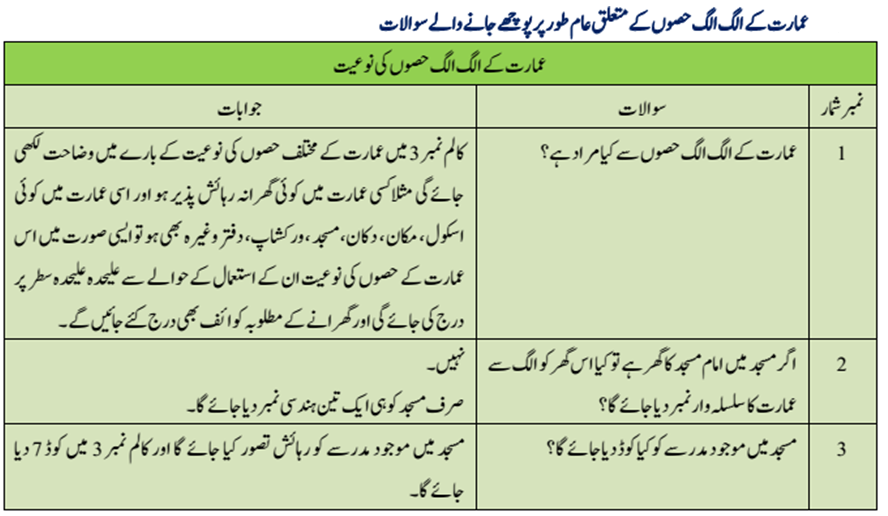 عمارت کے الگ الگ حصوں کے متعلق عام طور پر پوچھے جانے والے سوالات
عمارت کے الگ الگ حصوں کی نوعیت
نمبر شمار
سوالات
جوابات
1
عمارت کے الگ الگ حصوں سے کیا مراد ہے؟
کالم نمبر 3 میں عمارت کے مختلف حصوں کی نوعیت کے بارے میں وضاحت لکھی
جائے گی مثلا کسی عمارت میں کوئی گھرانہ رہائش پذیر ہو اور اسی عمارت میں کوئی
اسکول، مکان، دکان، مسجد، ورکشاپ، دفتر وغیرہ بھی ہو تو ایسی صورت میں اس
عمارت کے حصوں کی نوعیت ان کے استعمال کے حوالے سے علیحدہ علیحدہ سطر پر
درج کی جائے گی اور گھرانے کے مطلوبہ کوائف بھی درج کئے جائیں گے۔
2
اگر مسجد میں امام مسجد کا گھر ہے تو کیا اس گھر کو الگ سے
عمارت کا سلسلہ وار نمبر دیا جائے گا؟
نہیں۔
صرف مسجد کو ہی ایک تین ہندسی نمبر دیا جائے گا۔
3
مسجد میں موجود مدرسے کو کیا کوڈ دیا جائے گا؟
مسجد میں موجود مدرسے کو رہائش تصور کیا جائے گا اور کالم نمبر 3 میں کوڈ 7 دیا
جائے گا۔